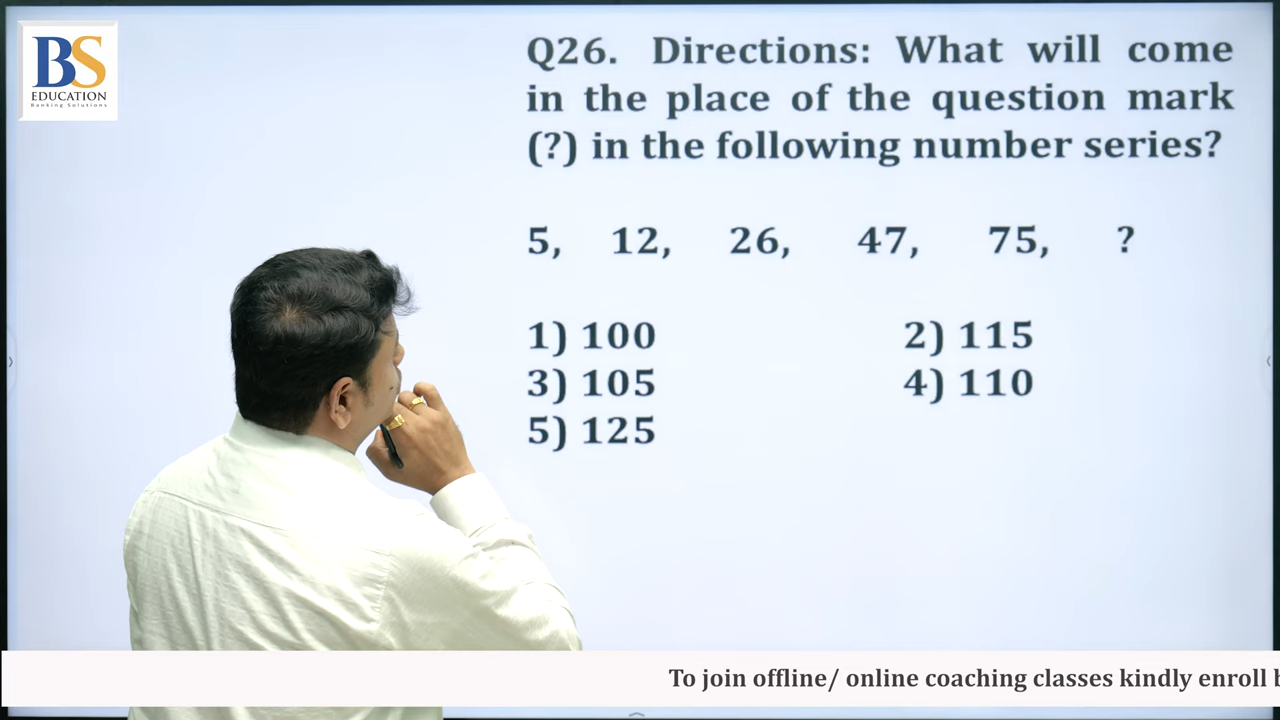 BS
EDUCATION
Banking Solutions
Q26. Directions: What will come
in the place of the question mark
(?) in the following number series?
5, 12, 26, 47, 75, ?
1) 100 2) 115
3) 105 4) 110
5) 125
To join offline/ online coaching classes kindly enroll b